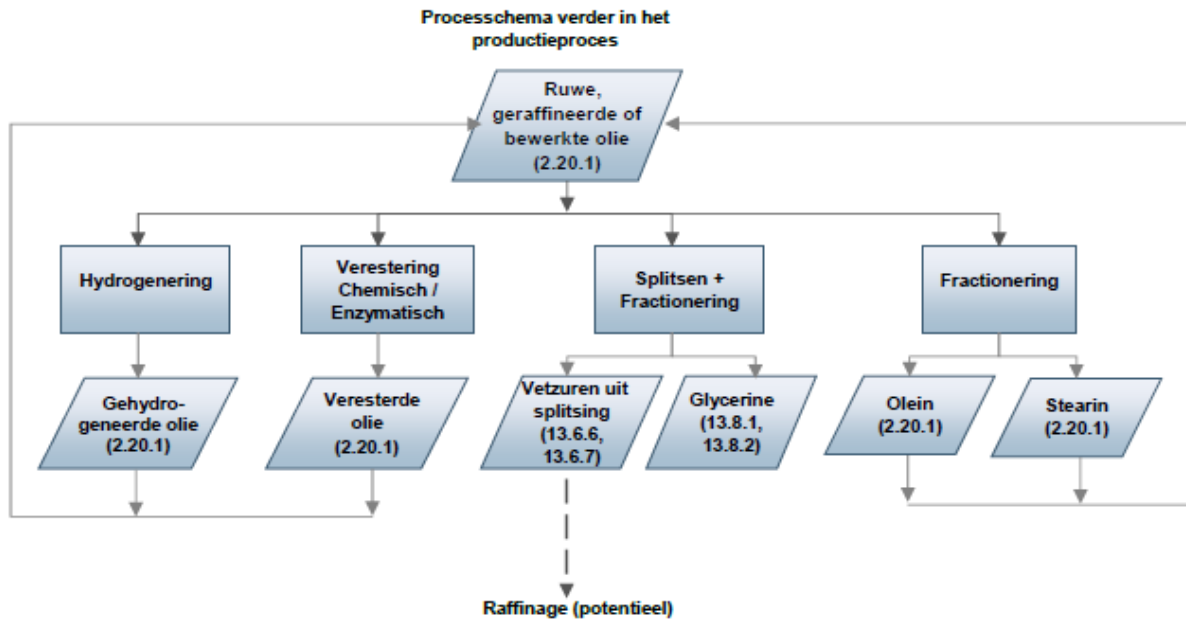 Processchema verder in het
productieproces
Ruwe,
geraffineerde of
bewerkte olie
(2.20.1)
Hydrogenering
Verestering
Chemisch /
Enzymatisch
Splitsen +
Fractionering
Fractionering
Gehydro-
geneerde olie
(2.20.1)
Veresterde
olie
(2.20.1)
Vetzuren uit
splitsing
(13.6.6,
13.6.7)
Glycerine
(13.8.1,
13.8.2)
Olein
(2.20.1)
Stearin
(2.20.1)
Raffinage (potentieel)